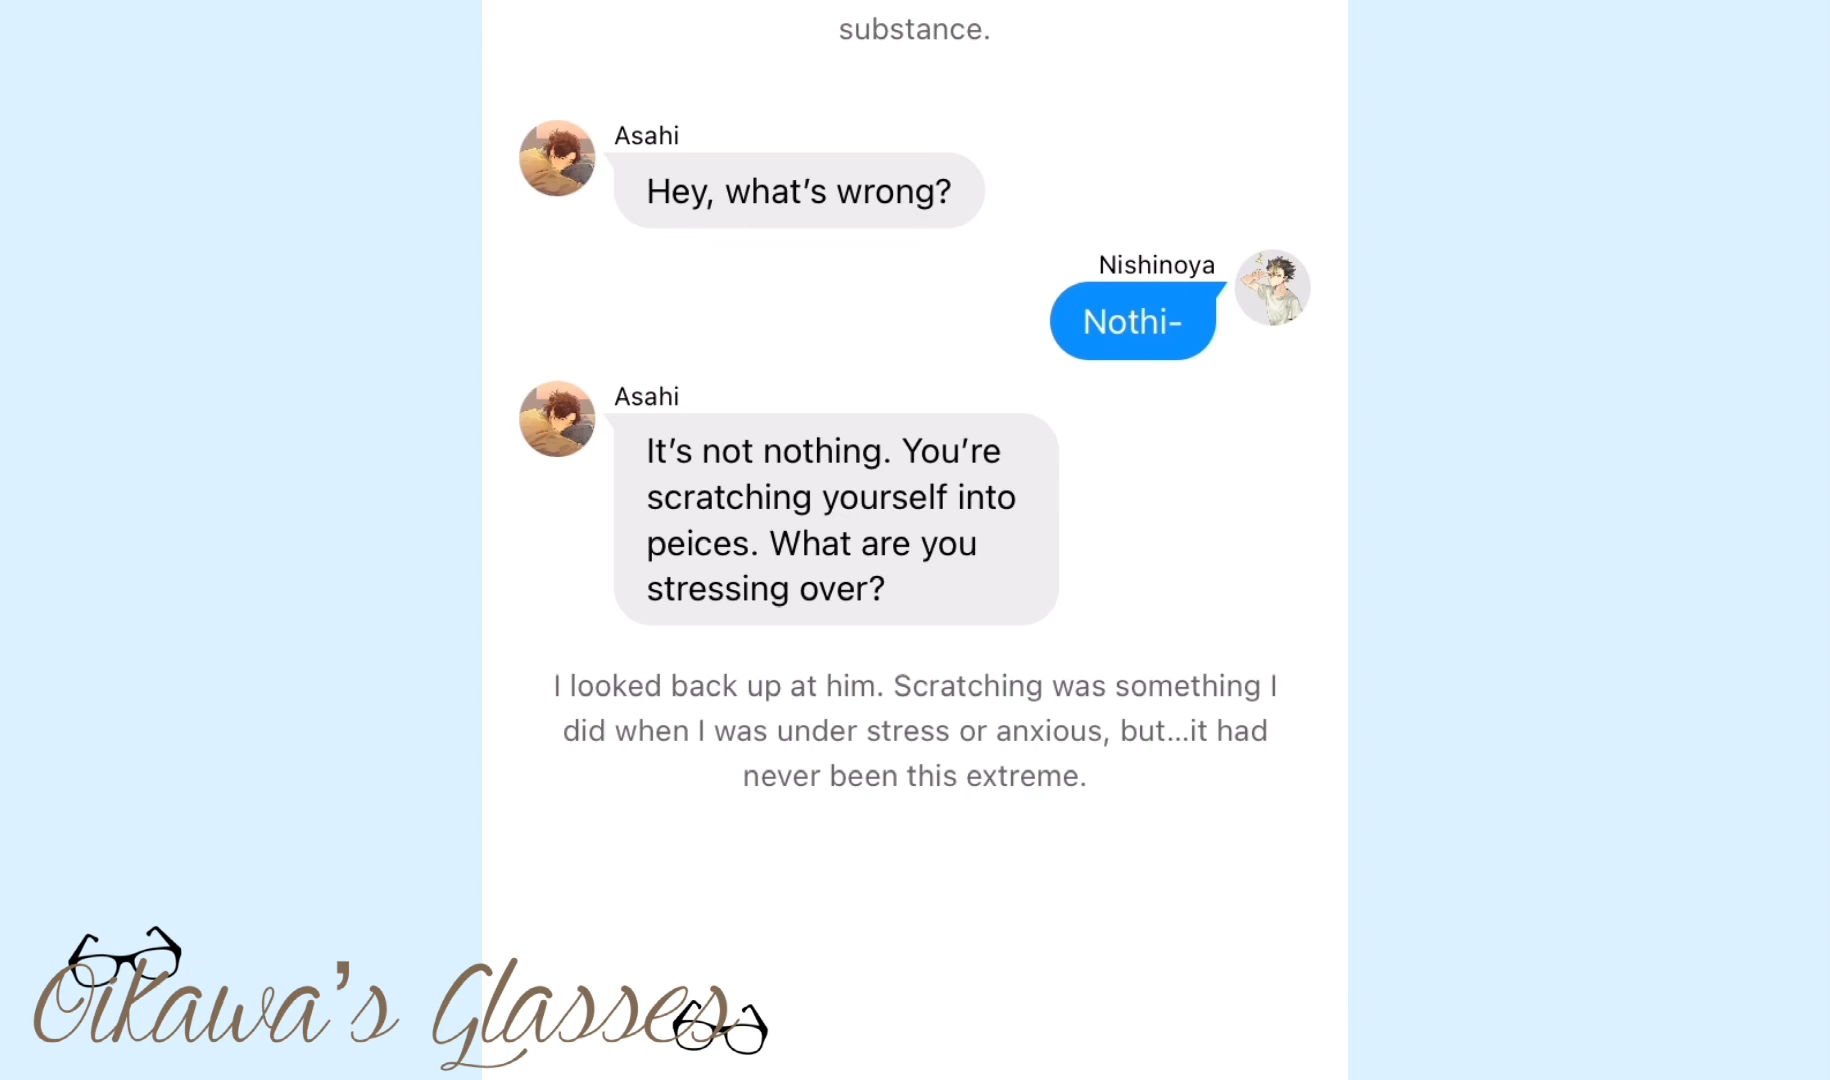 substance.
Asahi
Hey, what’s wrong?
Nishinoya
Nothi-
Asahi
It’s not nothing. You’re
scratching yourself into
peices. What are you
stressing over?
I looked back up at him. Scratching was something I
did when I was under stress or anxious, but...it had
never been this extreme.
Oikawa’s Glasses